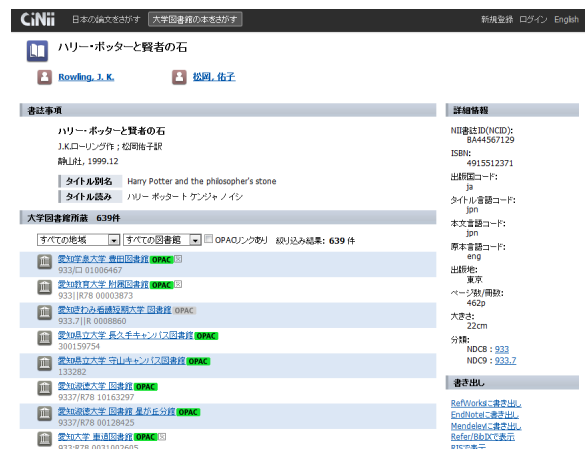 CiNii 日本の論文をさがす 大学図書館の本をさがす 新規登録 ログイン English
ハリー・ポッターと賢者の石
Rowling, J. K. 松岡, 佑子
書誌事項
ハリー・ポッターと賢者の石
J.K.ローリング作 ; 松岡佑子訳
静山社, 1999.12
タイトル別名 Harry Potter and the philosopher's stone
タイトル読み ハリー ポッター ト ケンジャ ノ イシ
大学図書館所蔵 639件
すべての地域 すべての図書館 OPACリンクあり 絞り込み結果: 639 件
愛知学泉大学 豊田図書館 OPAC
933/ロ 01006467
愛知教育大学 附属図書館 OPAC
933||R78 00003873
愛知きわみ看護短期大学 図書館 OPAC
933.7||R 0008860
愛知県立大学 長久手キャンパス図書館 OPAC
300159754
愛知県立大学 守山キャンパス図書館 OPAC
133282
愛知淑徳大学 図書館 OPAC
9337/R78 10163297
愛知淑徳大学 図書館 星が丘分館 OPAC
9337/R78 00128425
愛知大学 車道図書館 OPAC
933:R78 0031002605
詳細情報
NII書誌ID(NCID):
BA44567129
ISBN:
4915512371
出版国コード:
ja
タイトル言語コード:
jpn
本文言語コード:
jpn
原本言語コード:
eng
出版地:
東京
ページ数/冊数:
462p
大きさ:
22cm
分類:
NDC8 : 933
NDC9 : 933.7
書き出し
RefWorksに書き出し
EndNoteに書き出し
Mendeleyに書き出し
Refer/BibIXで表示
RISで表示